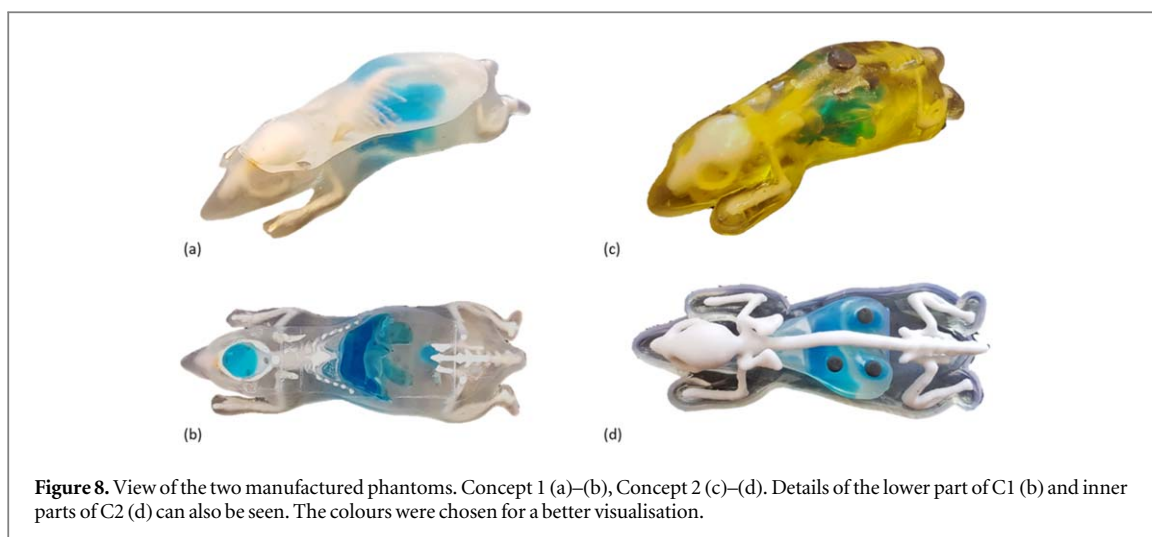 (a)
(c)
(b)
(d)
Figure 8. View of the two manufactured phantoms. Concept 1 (a)–(b), Concept 2 (c)–(d). Details of the lower part of C1 (b) and inner
parts of C2 (d) can also be seen. The colours were chosen for a better visualisation.